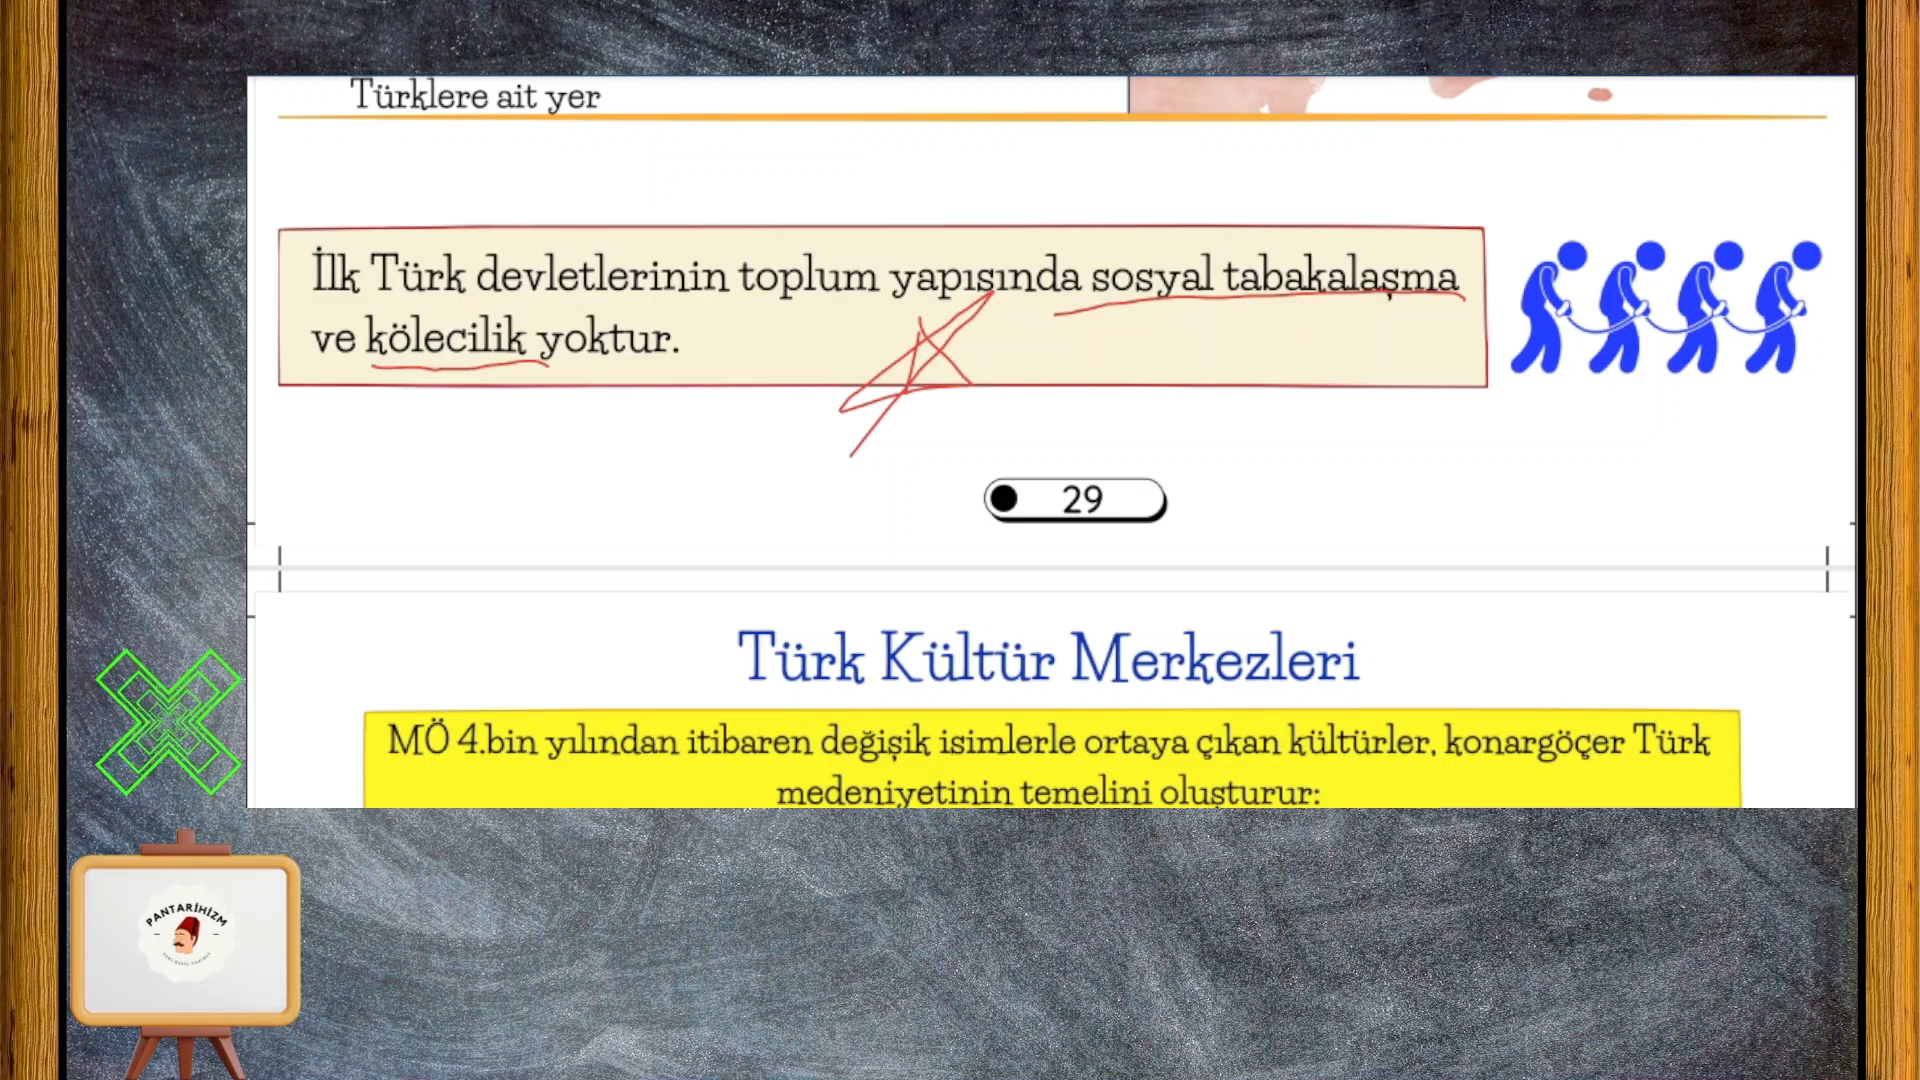 Türklere ait yer
İlk Türk devletlerinin toplum yapısında sosyal tabakalaşma
ve kölecilik yoktur.
29
Türk Kültür Merkezleri
MÖ 4.bin yılından itibaren değişik isimlerle ortaya çıkan kültürler, konargöçer Türk
medeniyetinin temelini oluşturur:
PANTARİHİZM